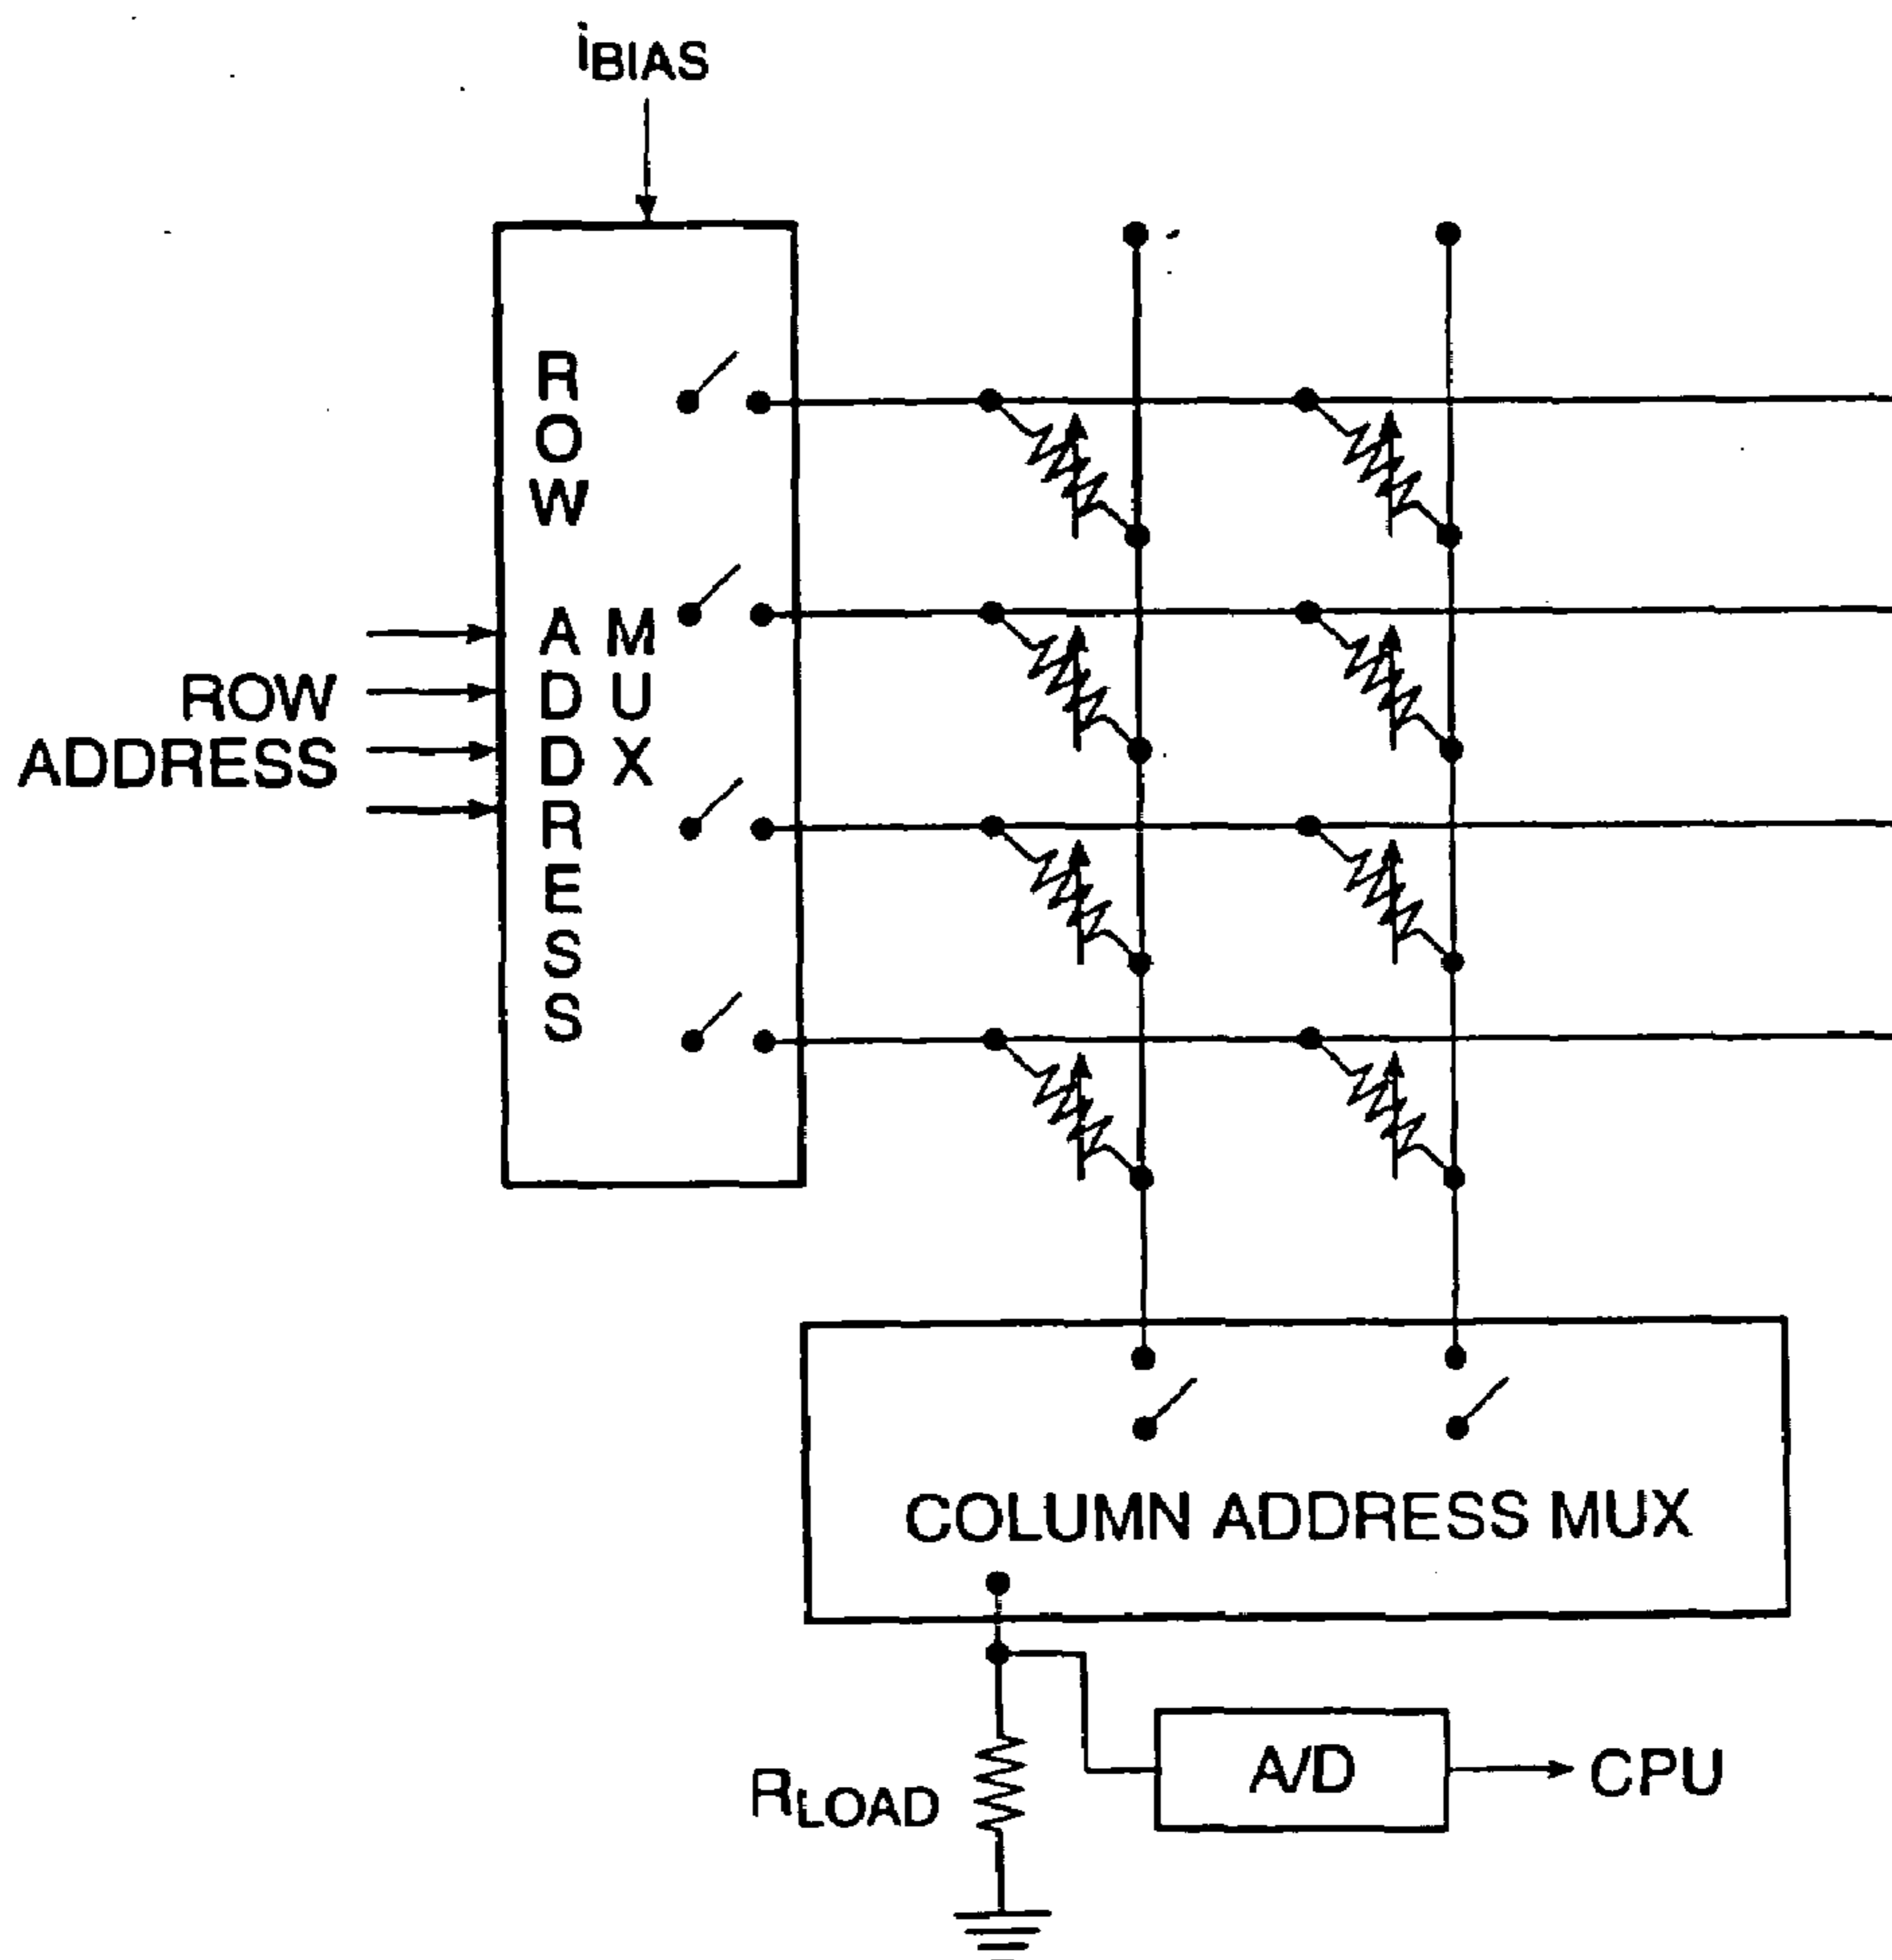 iBIAS
ROW ADDRESS
MUX
ROW
ADDRESS
COLUMN ADDRESS MUX
RLOAD
A/D
CPU